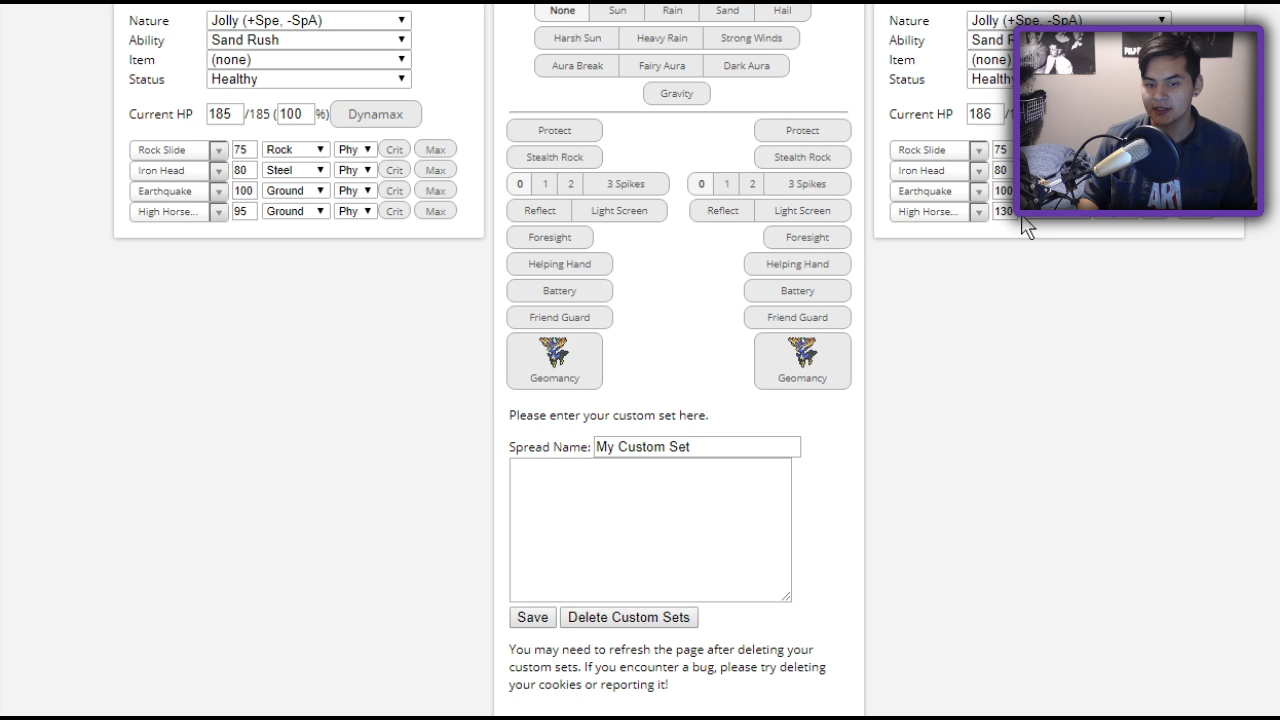 Nature Jolly (+Spe, -SpA)
Ability Sand Rush
Item (none)
Status Healthy
Current HP 185 /185 ( 100 %) Dynamax
Rock Slide 75 Rock Phy Crit Max
Iron Head 80 Steel Phy Crit Max
Earthquake 100 Ground Phy Crit Max
High Horse... 95 Ground Phy Crit Max
None Sun Rain Sand Hail
Harsh Sun Heavy Rain Strong Winds
Aura Break Fairy Aura Dark Aura
Gravity
Protect Protect
Stealth Rock Stealth Rock
0 1 2 3 Spikes 0 1 2 3 Spikes
Reflect Light Screen Reflect Light Screen
Foresight Foresight
Helping Hand Helping Hand
Battery Battery
Friend Guard Friend Guard
Geomancy Geomancy
Please enter your custom set here.
Spread Name: My Custom Set
Save Delete Custom Sets
You may need to refresh the page after deleting your
custom sets. If you encounter a bug, please try deleting
your cookies or reporting it!
Nature Jolly (+Spe, -SpA)
Ability Sand R
Item (none)
Status Healthy
Current HP 186
Rock Slide 75
Iron Head 80
Earthquake 100
High Horse... 130